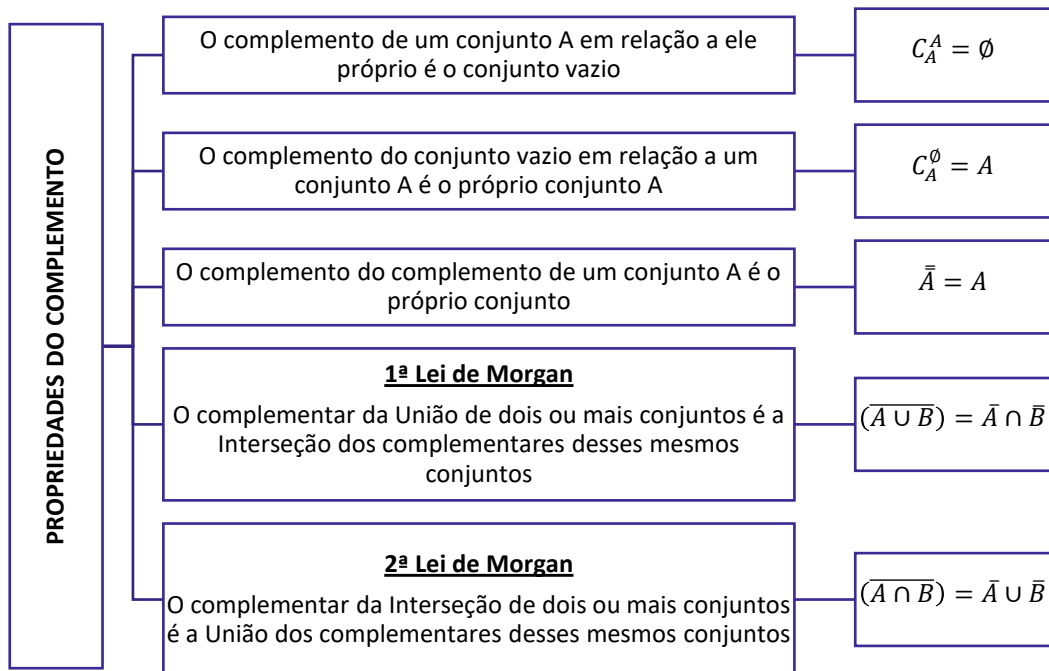 PROPRIEDADES DO COMPLEMENTO
O complemento de um conjunto A em relação a ele
próprio é o conjunto vazio
C_A^A = ∅
O complemento do conjunto vazio em relação a um
conjunto A é o próprio conjunto A
C_A^∅ = A
O complemento do complemento de um conjunto A é o
próprio conjunto
A̿ = A
1ª Lei de Morgan
O complementar da União de dois ou mais conjuntos é a
Interseção dos complementares desses mesmos
conjuntos
(A̅ ̅∪̅ ̅B̅) = A̅ ∩ B̅
2ª Lei de Morgan
O complementar da Interseção de dois ou mais conjuntos
é a União dos complementares desses mesmos conjuntos
(A̅ ̅∩̅ ̅B̅) = A̅ ∪ B̅